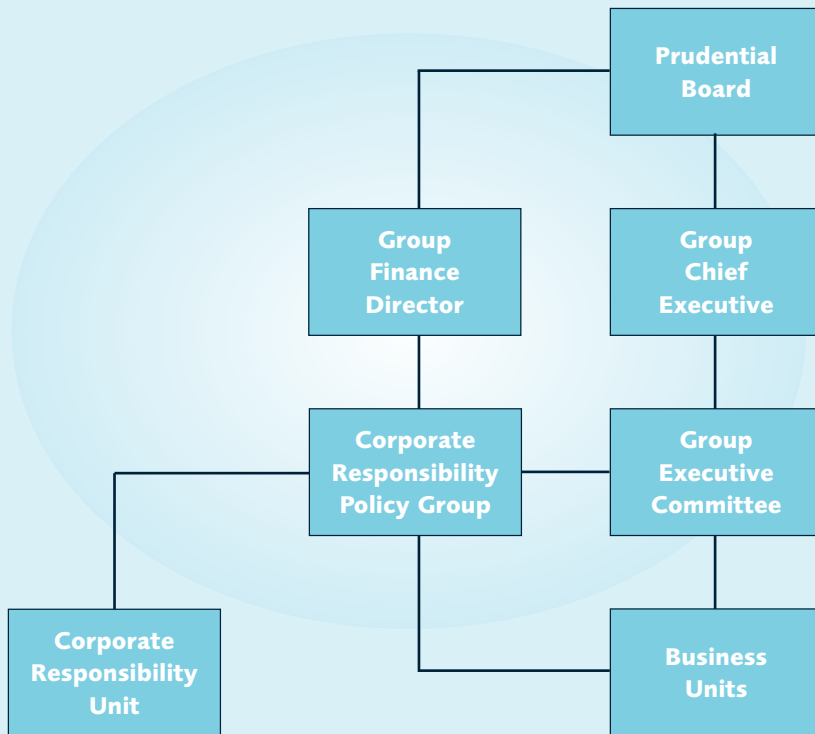 Prudential
Board
Group
Finance
Director
Group
Chief
Executive
Corporate
Responsibility
Policy Group
Group
Executive
Committee
Corporate
Responsibility
Unit
Business
Units